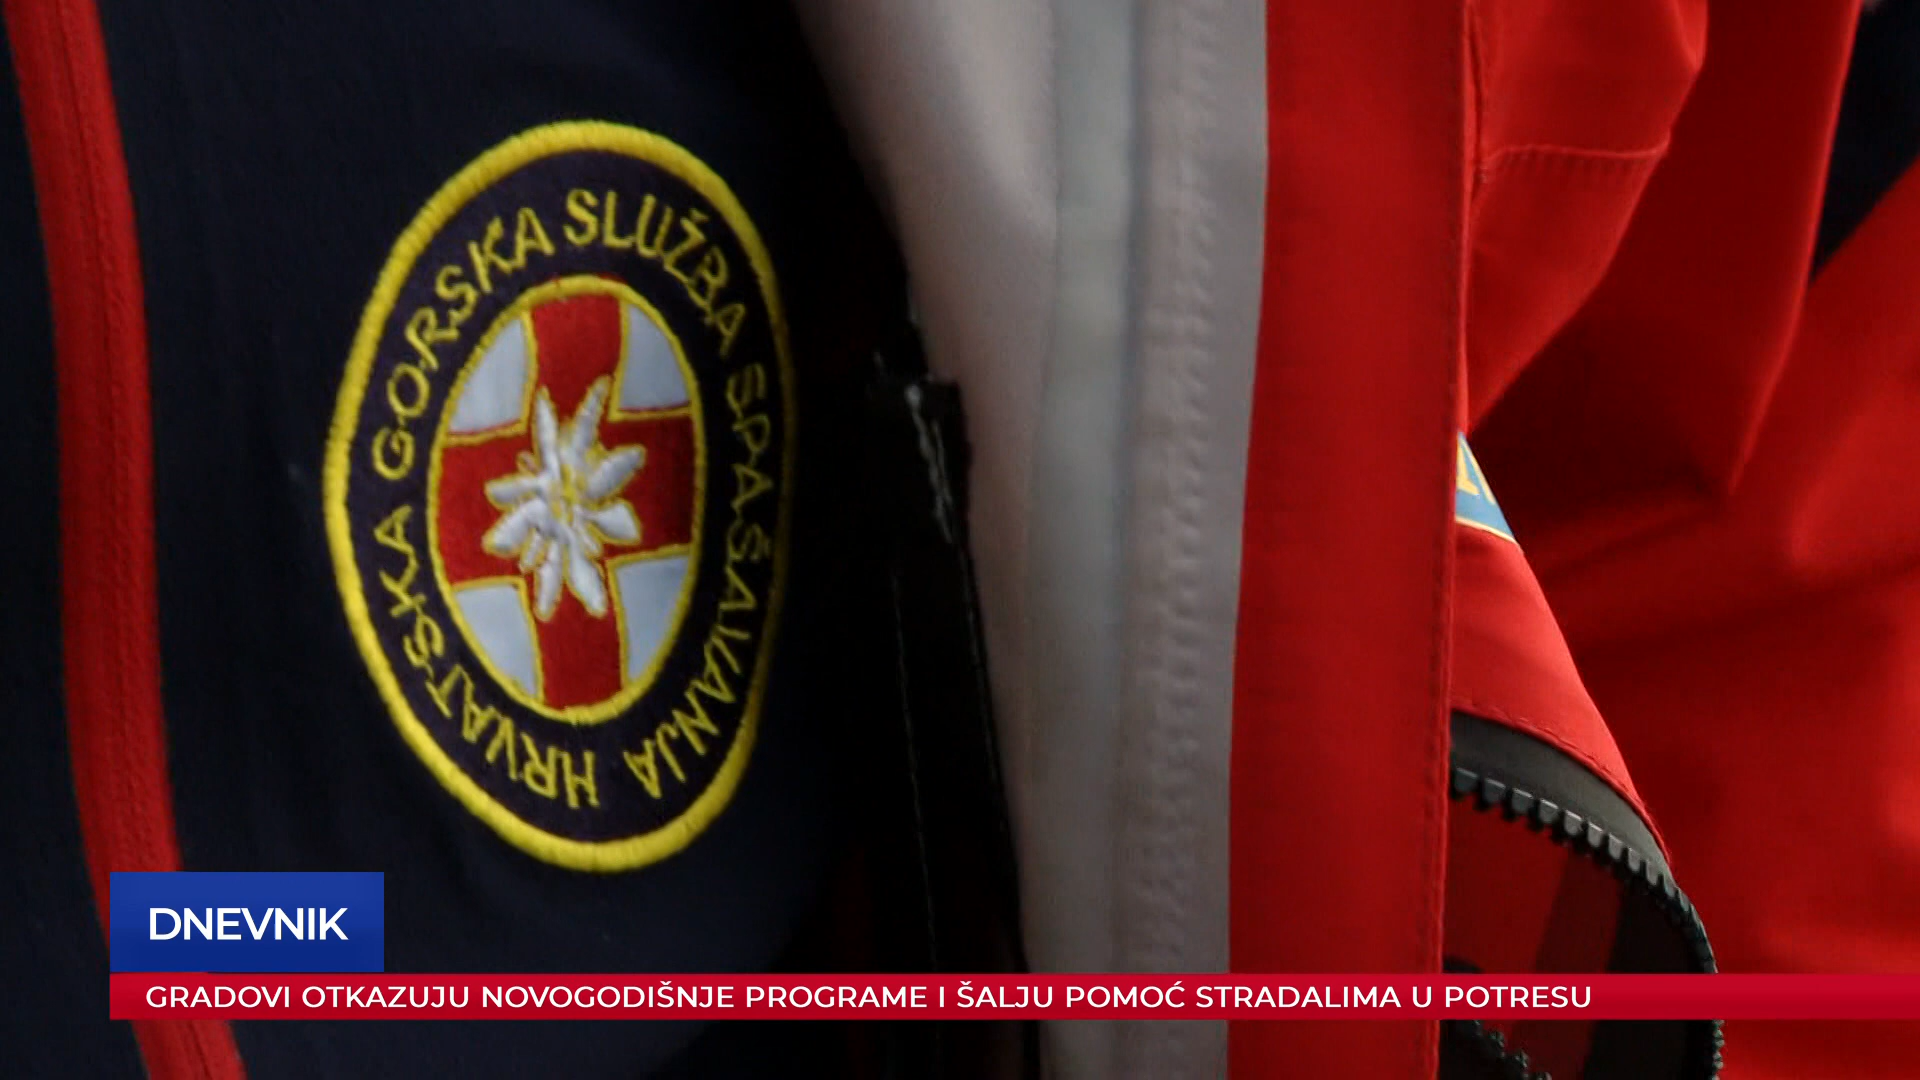 HRVATSKA GORSKA SLUŽBA SPAŠAVANJA
DNEVNIK
GRADOVI OTKAZUJU NOVOGODIŠNJE PROGRAME I ŠALJU POMOĆ STRADALIMA U POTRESU